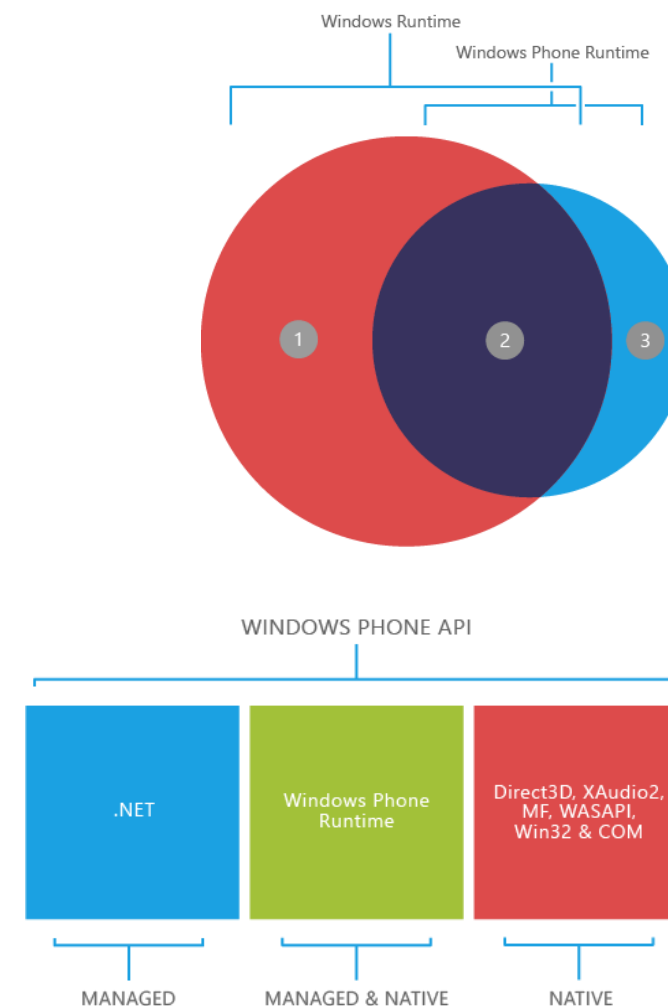 Windows Runtime
Windows Phone Runtime
1
2
3
WINDOWS PHONE API
.NET
Windows Phone
Runtime
Direct3D, XAudio2,
MF, WASAPI,
Win32 & COM
MANAGED
MANAGED & NATIVE
NATIVE